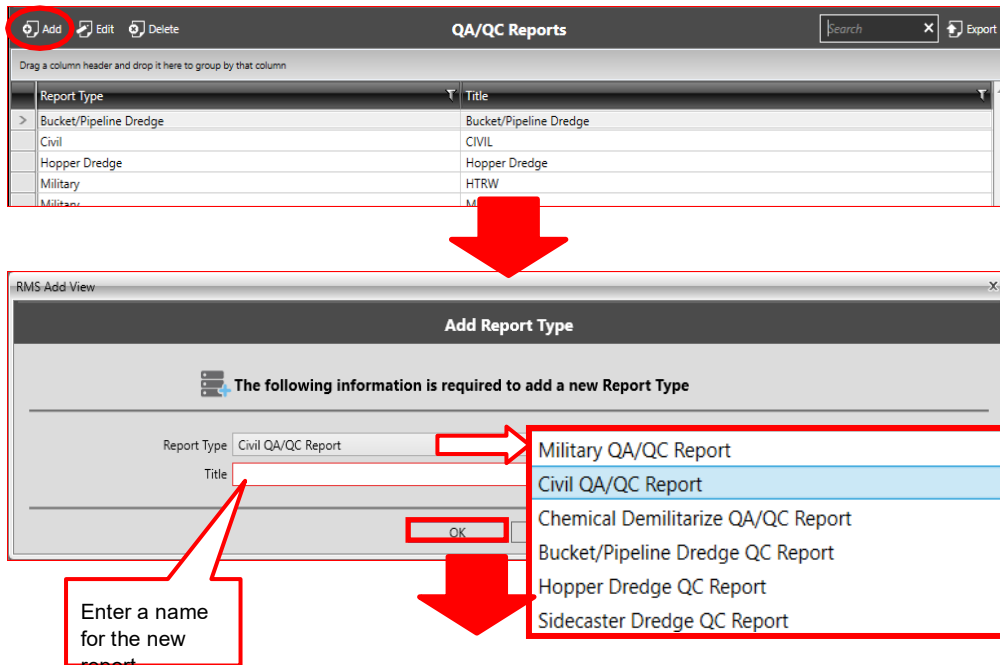 Add Edit Delete QA/QC Reports Search X Export
Drag a column header and drop it here to group by that column
Report Type Title
> Bucket/Pipeline Dredge Bucket/Pipeline Dredge
Civil CIVIL
Hopper Dredge Hopper Dredge
Military HTRW
Military
RMS Add View X
Add Report Type
The following information is required to add a new Report Type
Report Type Civil QA/QC Report
Title
OK
Military QA/QC Report
Civil QA/QC Report
Chemical Demilitarize QA/QC Report
Bucket/Pipeline Dredge QC Report
Hopper Dredge QC Report
Sidecaster Dredge QC Report
Enter a name
for the new
report